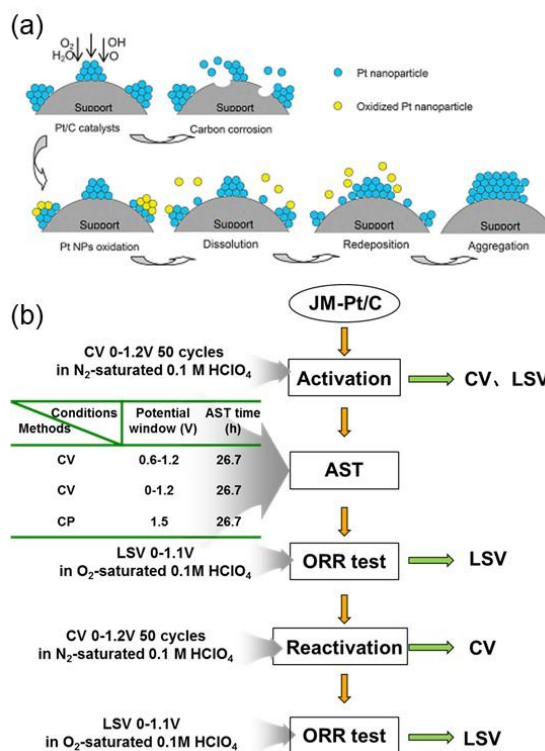 (a)
O₂
OH
H₂O
O
Support
Support
Pt/C catalysts
Carbon corrosion
Pt nanoparticle
Oxidized Pt nanoparticle
Support
Support
Support
Support
Pt NPs oxidation
Dissolution
Redeposition
Aggregation
(b)
JM-Pt/C
CV 0-1.2V 50 cycles
in N₂-saturated 0.1 M HClO₄
Activation
CV、LSV
Conditions
Methods
Potential window (V)
AST time (h)
CV 0.6-1.2 26.7
CV 0-1.2 26.7
CP 1.5 26.7
AST
LSV 0-1.1V
in O₂-saturated 0.1M HClO₄
ORR test
LSV
CV 0-1.2V 50 cycles
in N₂-saturated 0.1 M HClO₄
Reactivation
CV
LSV 0-1.1V
in O₂-saturated 0.1M HClO₄
ORR test
LSV